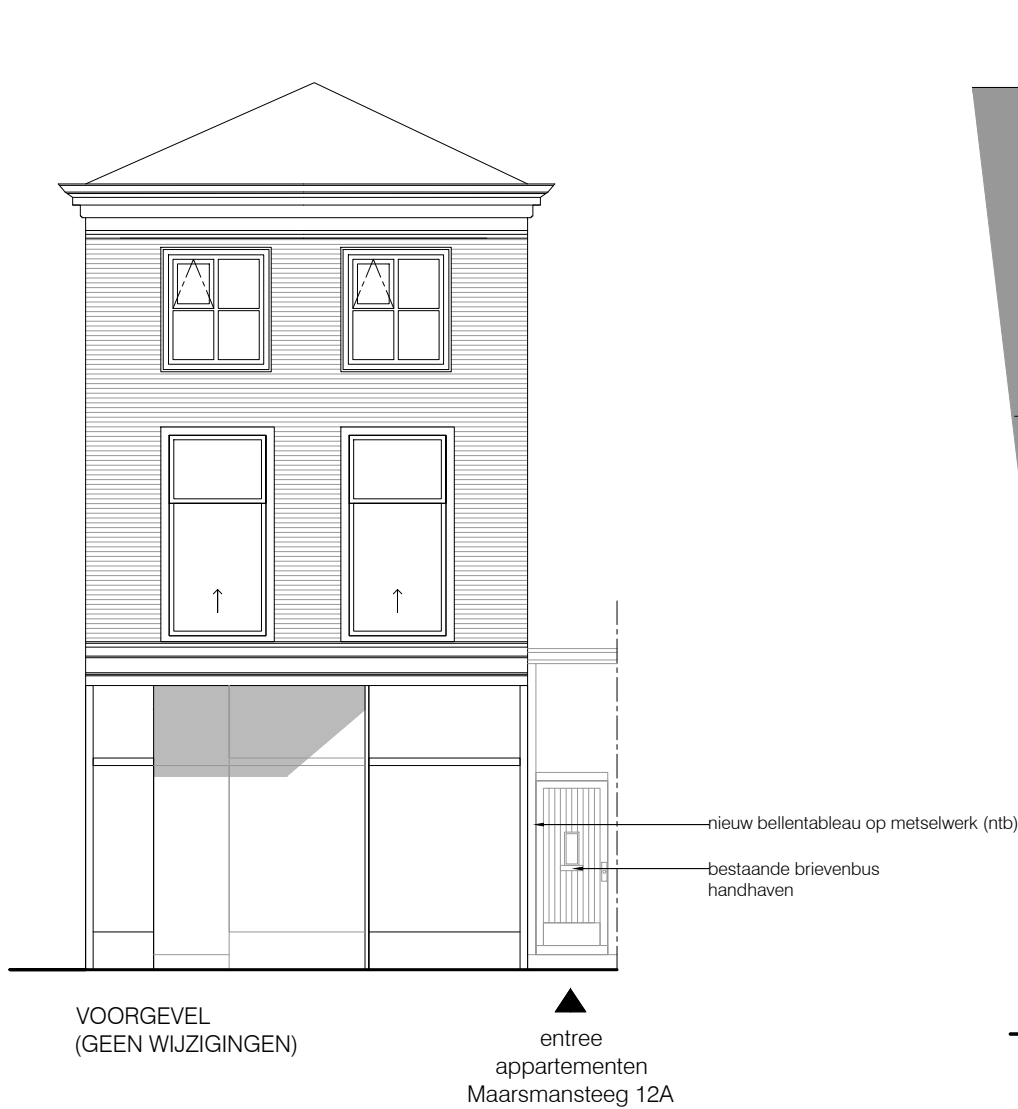 nieuw bellentableau op metselwerk (ntb)
bestaande brievenbus
handhaven
VOORGEVEL
(GEEN WIJZIGINGEN)
entree
appartementen
Maarsmansteeg 12A